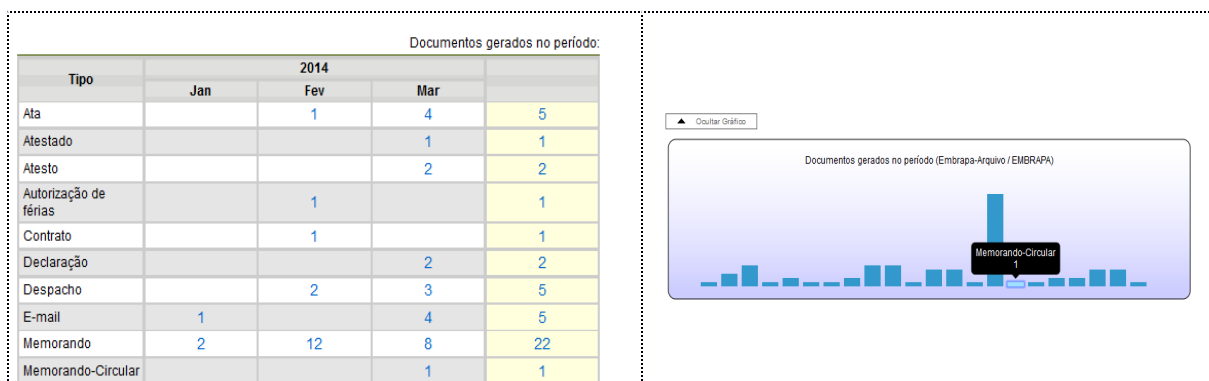 Documentos gerados no período:
Tipo 2014
Jan Fev Mar
Ata 1 4 5
Atestado 1 1
Atesto 2 2
Autorização de
férias 1 1
Contrato 1 1
Declaração 2 2
Despacho 2 3 5
E-mail 1 4 5
Memorando 2 12 8 22
Memorando-Circular 1 1
Ocultar Gráfico
Documentos gerados no período (Embrapa-Arquivo / EMBRAPA)
Memorando-Circular
1